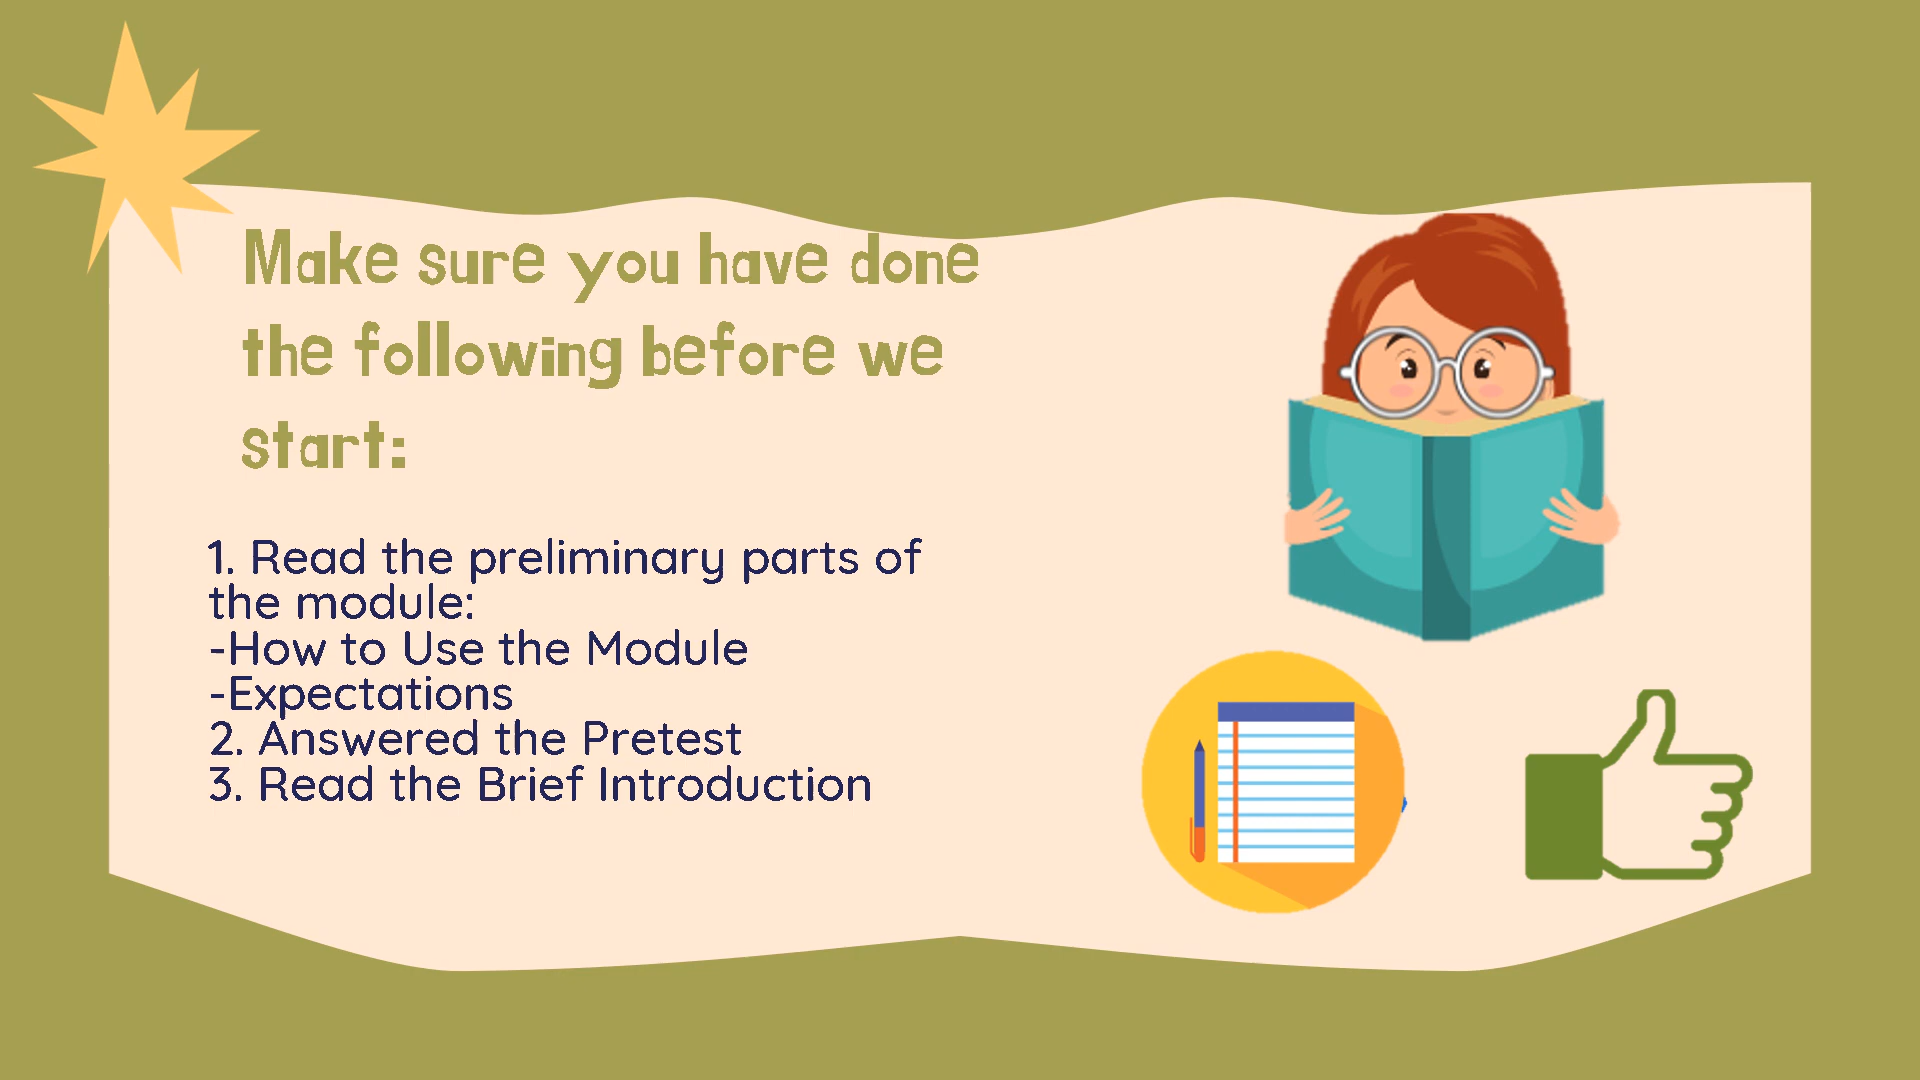 Make sure you have done
the following before we
start:
1. Read the preliminary parts of
the module:
-How to Use the Module
-Expectations
2. Answered the Pretest
3. Read the Brief Introduction